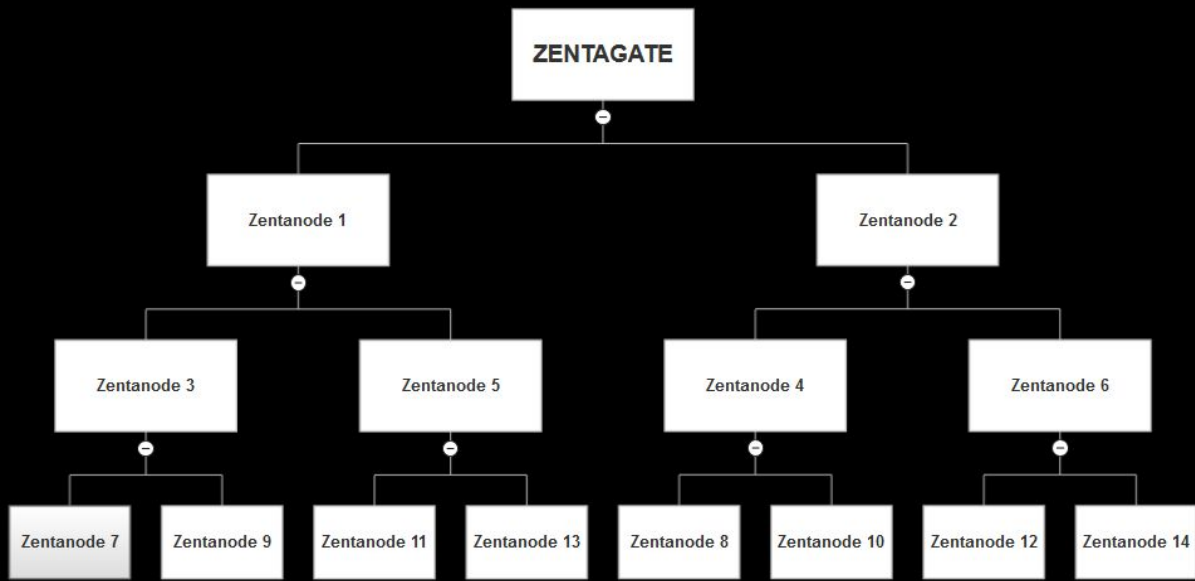 ZENTAGATE
Zentanode 1
Zentanode 2
Zentanode 3
Zentanode 5
Zentanode 4
Zentanode 6
Zentanode 7
Zentanode 9
Zentanode 11
Zentanode 13
Zentanode 8
Zentanode 10
Zentanode 12
Zentanode 14